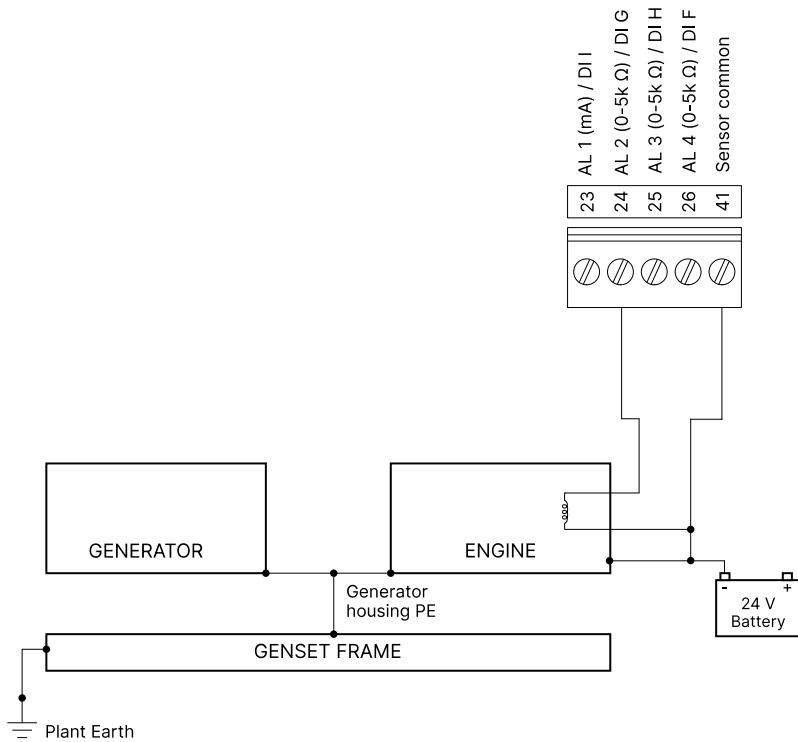 AL 1 (mA) / DI I
AL 2 (0-5k Ω) / DI G
AL 3 (0-5k Ω) / DI H
AL 4 (0-5k Ω) / DI F
Sensor common
23
24
25
26
41
GENERATOR
ENGINE
Generator
housing PE
- +
24 V
Battery
GENSET FRAME
Plant Earth